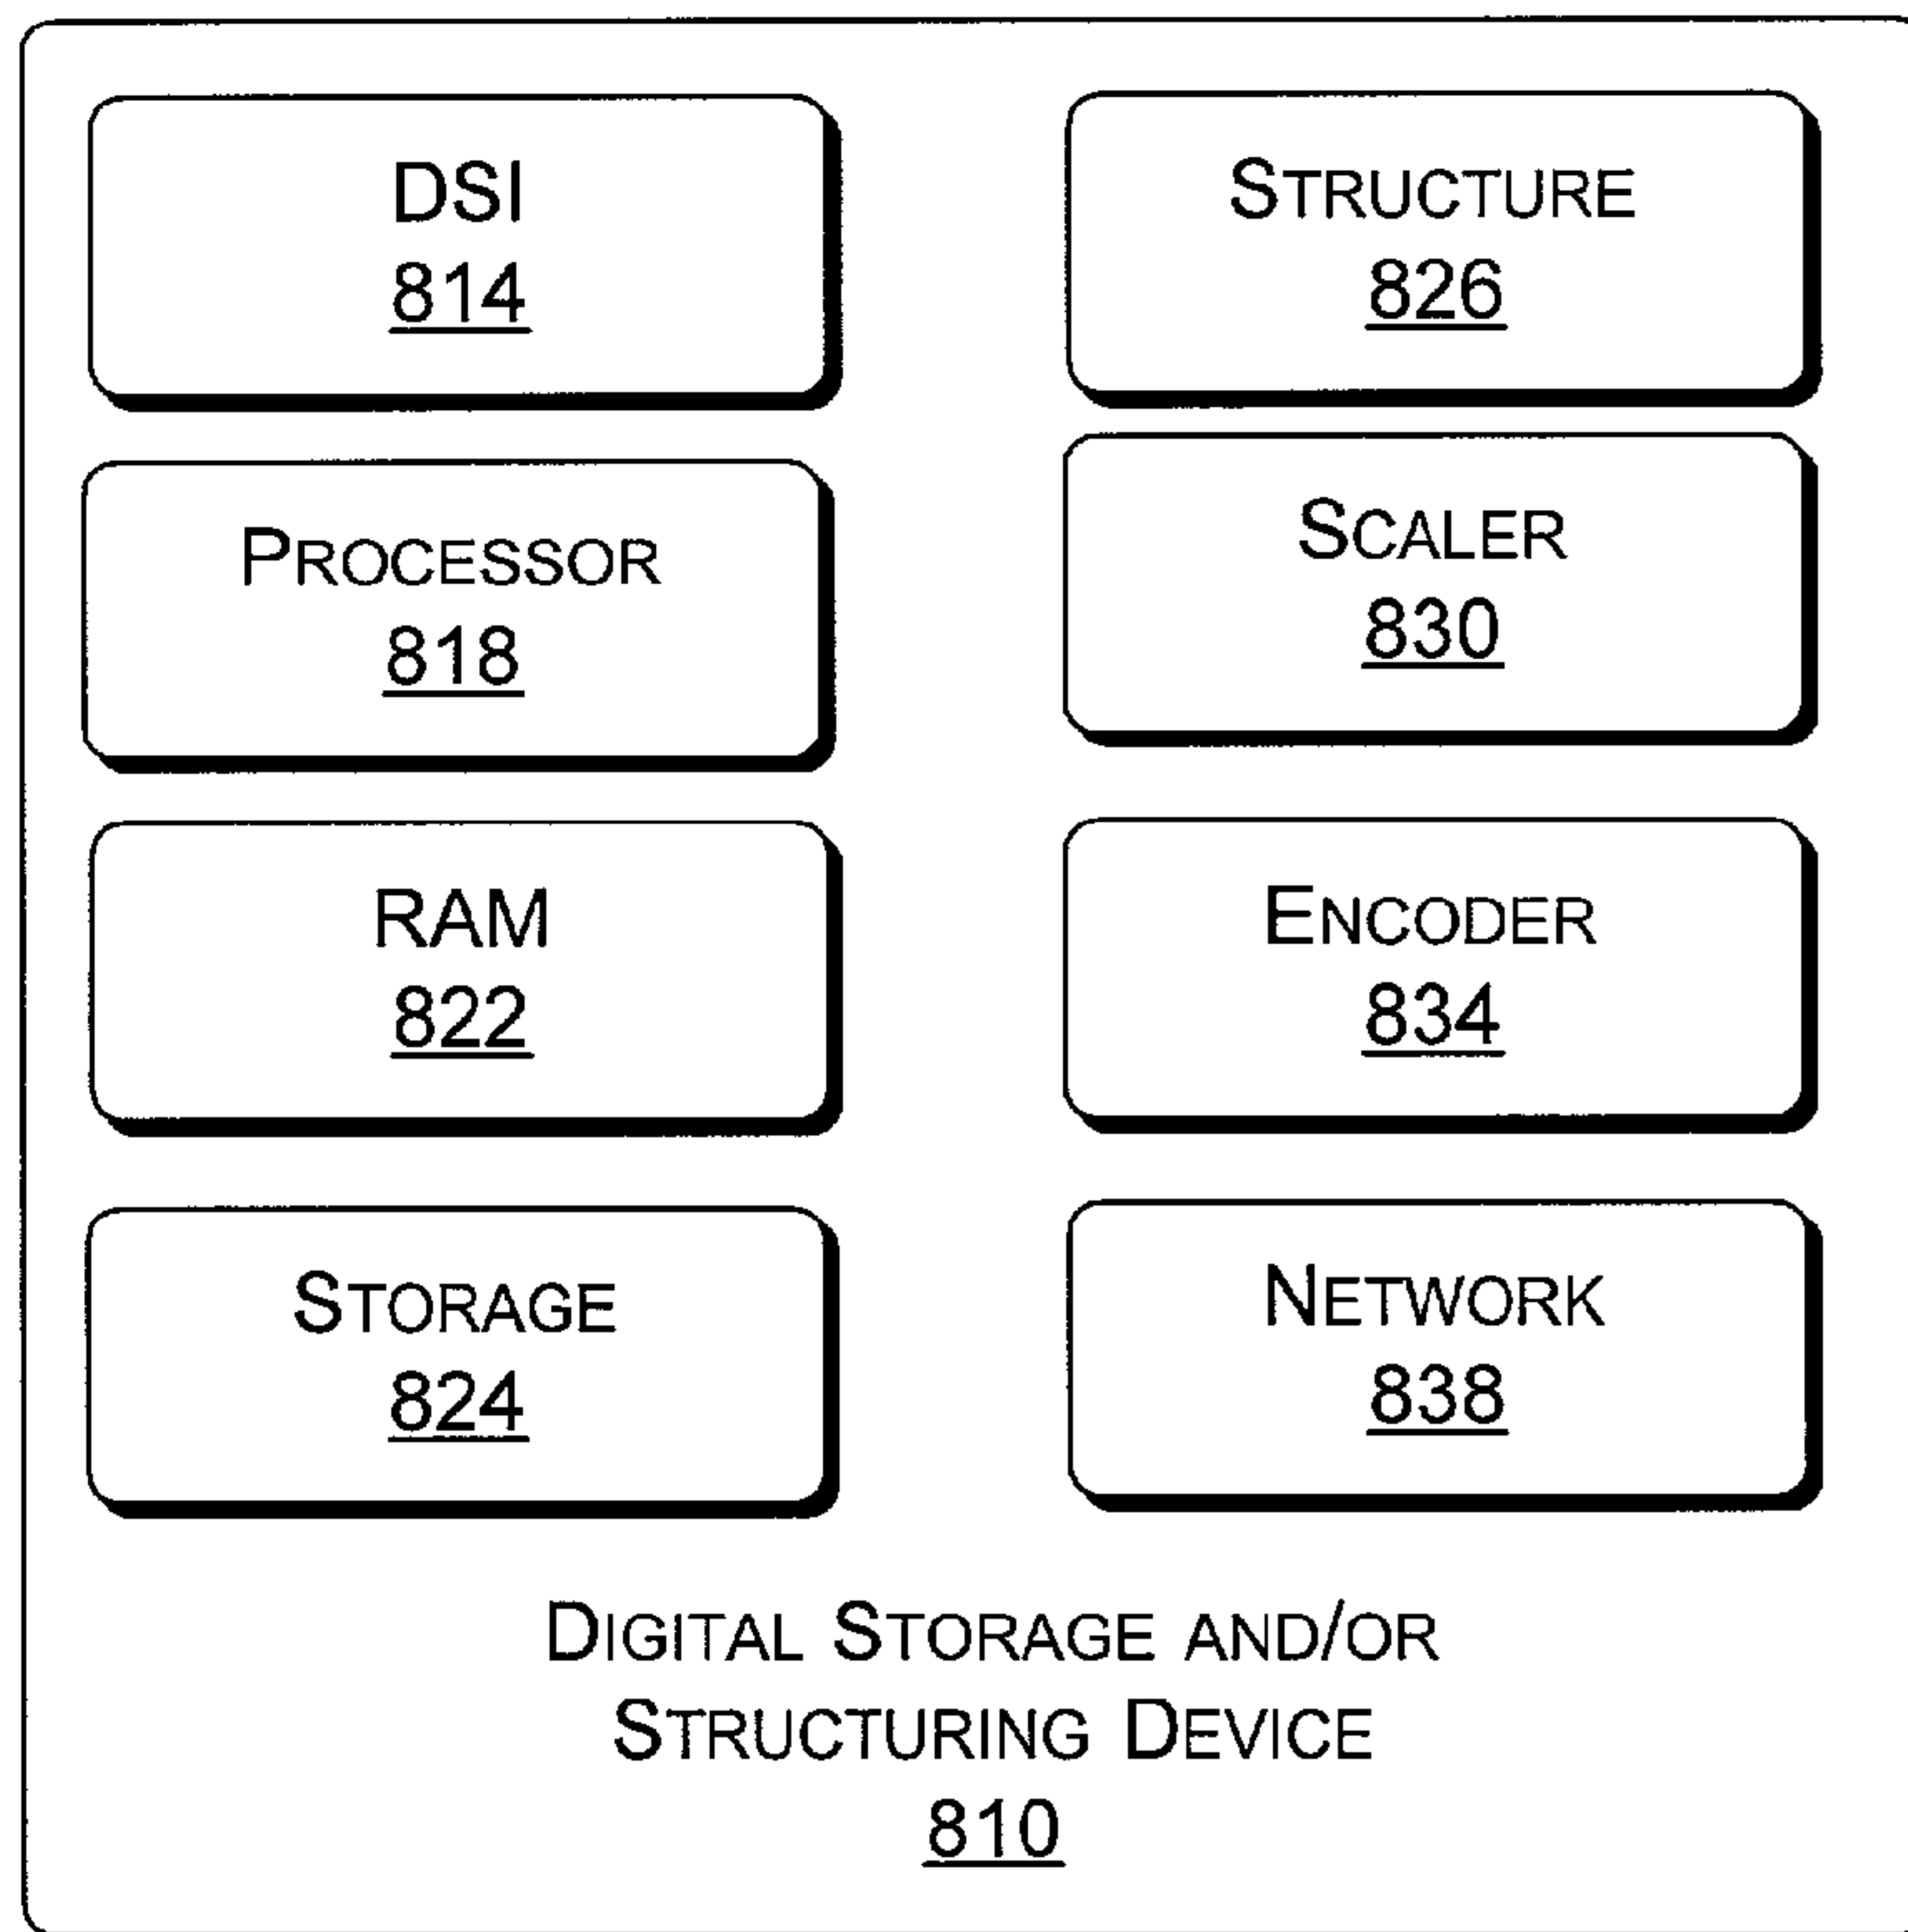 DSI
814
STRUCTURE
826
PROCESSOR
818
SCALER
830
RAM
822
ENCODER
834
STORAGE
824
NETWORK
838
DIGITAL STORAGE AND/OR
STRUCTURING DEVICE
810